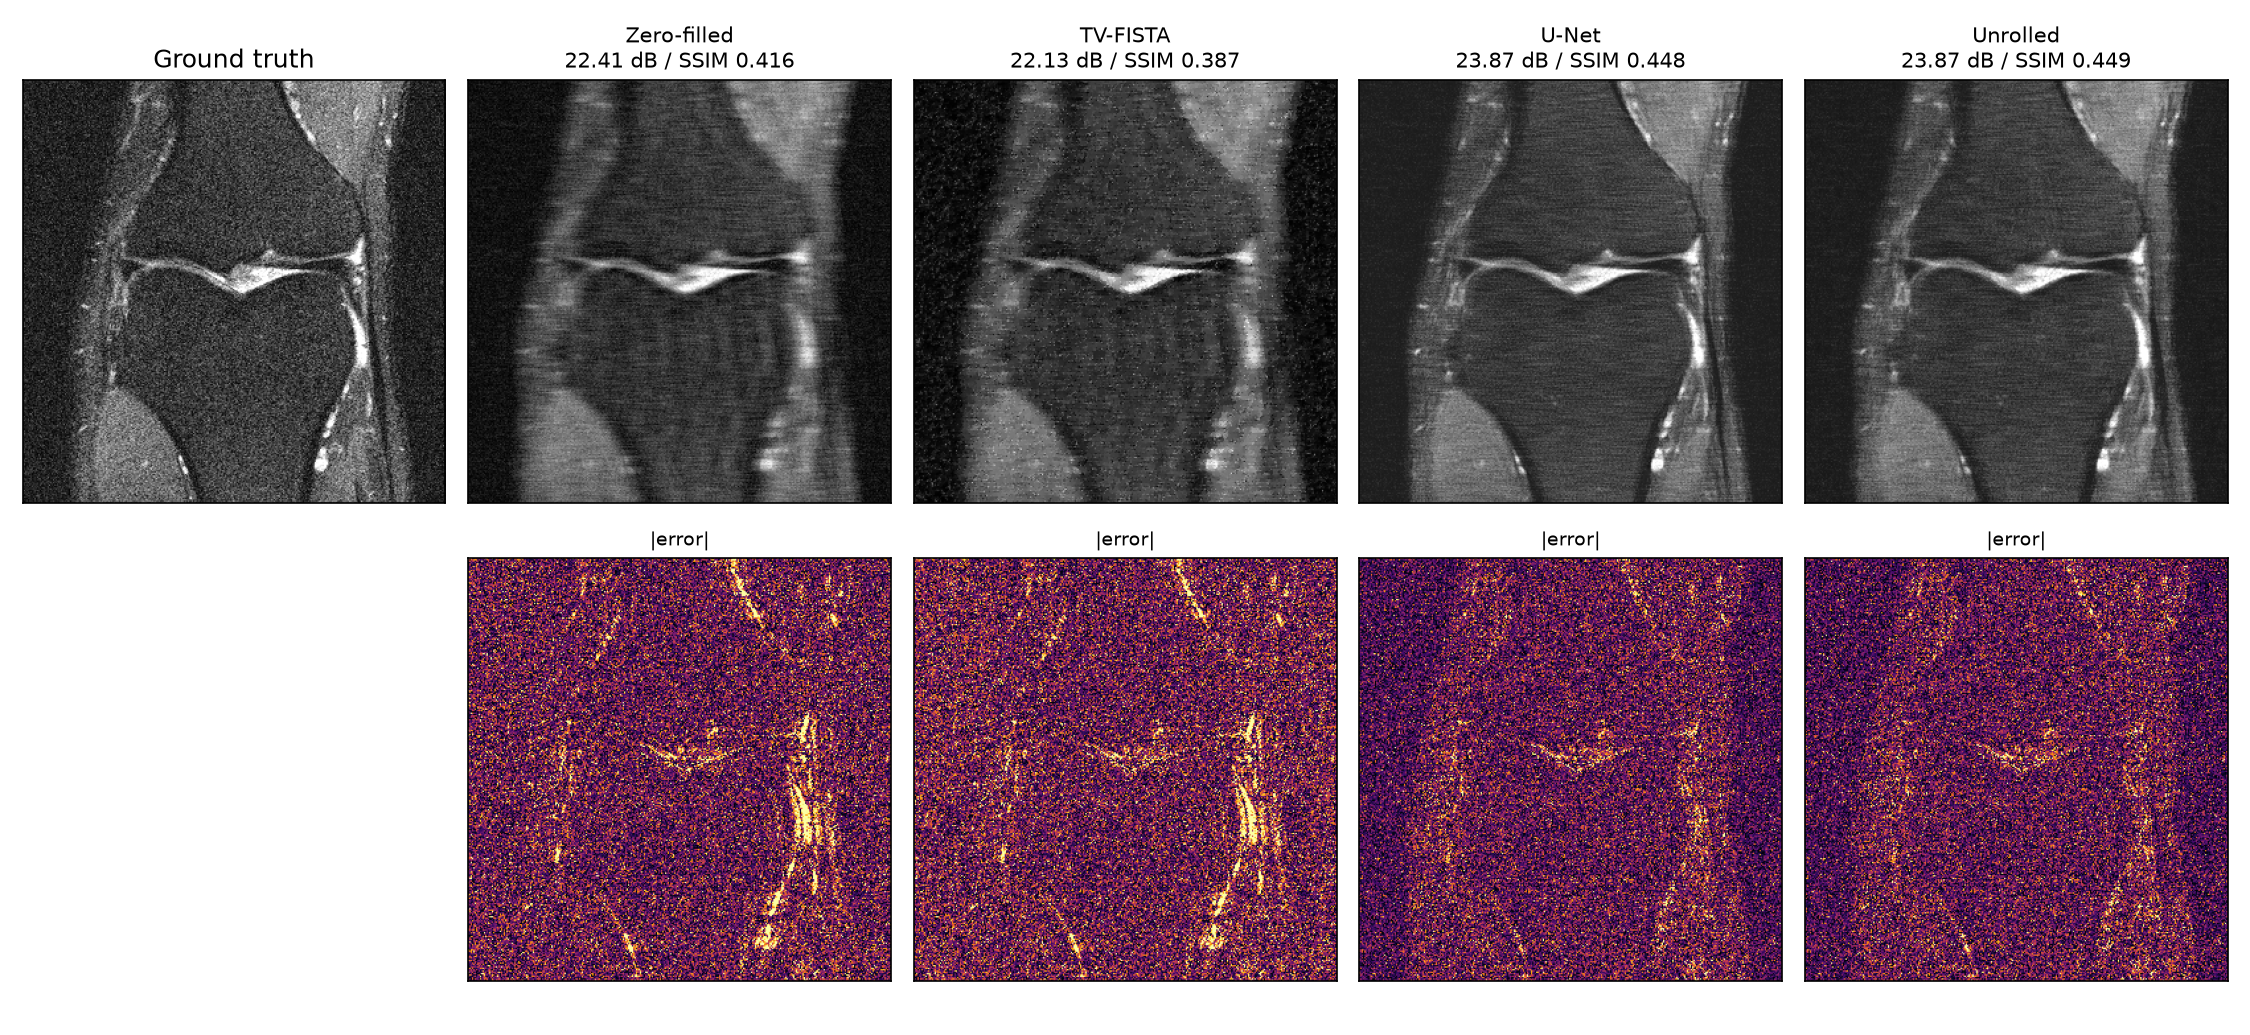 Ground truth
Zero-filled
22.41 dB / SSIM 0.416
TV-FISTA
22.13 dB / SSIM 0.387
U-Net
23.87 dB / SSIM 0.448
Unrolled
23.87 dB / SSIM 0.449
|error|
|error|
|error|
|error|